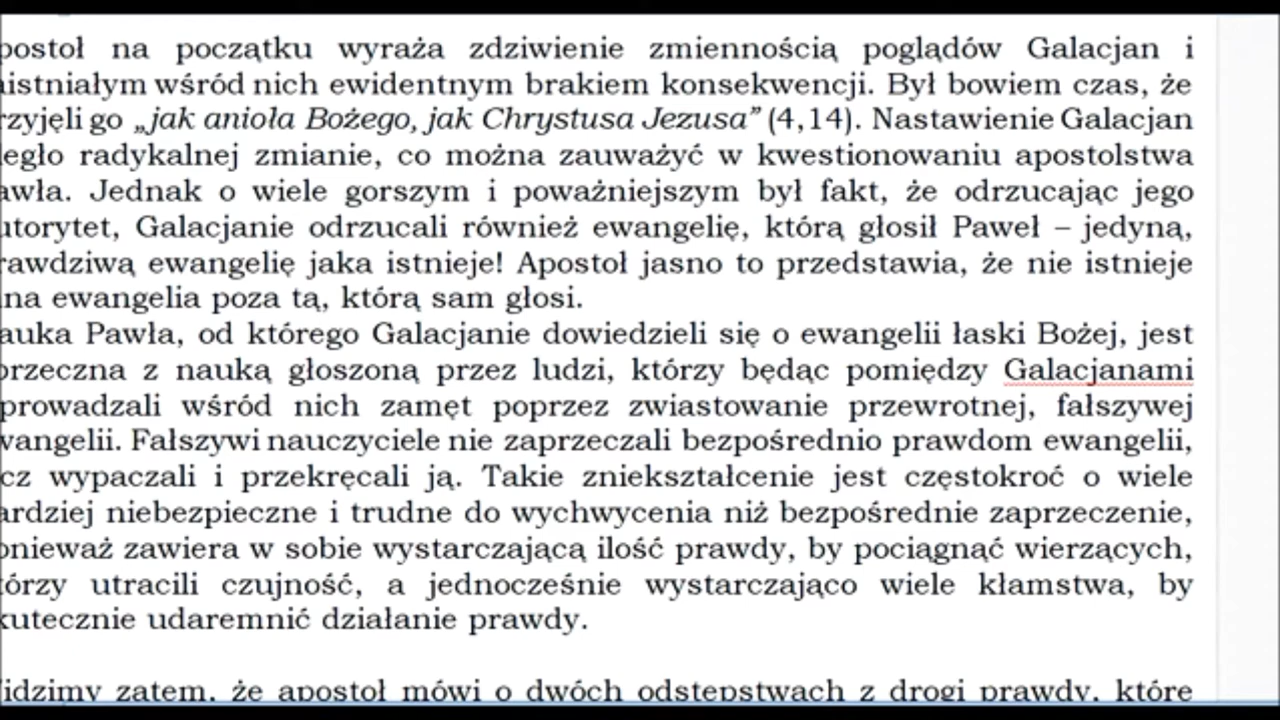 postoł na początku wyraża zdziwienie zmiennością poglądów Galacjan i
aistniałym wśród nich ewidentnym brakiem konsekwencji. Był bowiem czas, że
rzyjęli go „jak anioła Bożego, jak Chrystusa Jezusa” (4,14). Nastawienie Galacjan
egło radykalnej zmianie, co można zauważyć w kwestionowaniu apostolstwa
awła. Jednak o wiele gorszym i poważniejszym był fakt, że odrzucając jego
utorytet, Galacjanie odrzucali również ewangelię, którą głosił Paweł – jedyną,
rawdziwą ewangelię jaka istnieje! Apostoł jasno to przedstawia, że nie istnieje
na ewangelia poza tą, którą sam głosi.
auka Pawła, od którego Galacjanie dowiedzieli się o ewangelii łaski Bożej, jest
przeczna z nauką głoszoną przez ludzi, którzy będąc pomiędzy Galacjanami
prowadzali wśród nich zamęt poprzez zwiastowanie przewrotnej, fałszywej
wangelii. Fałszywi nauczyciele nie zaprzeczali bezpośrednio prawdom ewangelii,
cz wypaczali i przekręcali ją. Takie zniekształcenie jest częstokroć o wiele
ardziej niebezpieczne i trudne do wychwycenia niż bezpośrednie zaprzeczenie,
onieważ zawiera w sobie wystarczającą ilość prawdy, by pociągnąć wierzących,
tórzy utracili czujność, a jednocześnie wystarczająco wiele kłamstwa, by
kutecznie udaremnić działanie prawdy.
idzimy zatem, że apostoł mówi o dwóch odstępstwach z drogi prawdy, które